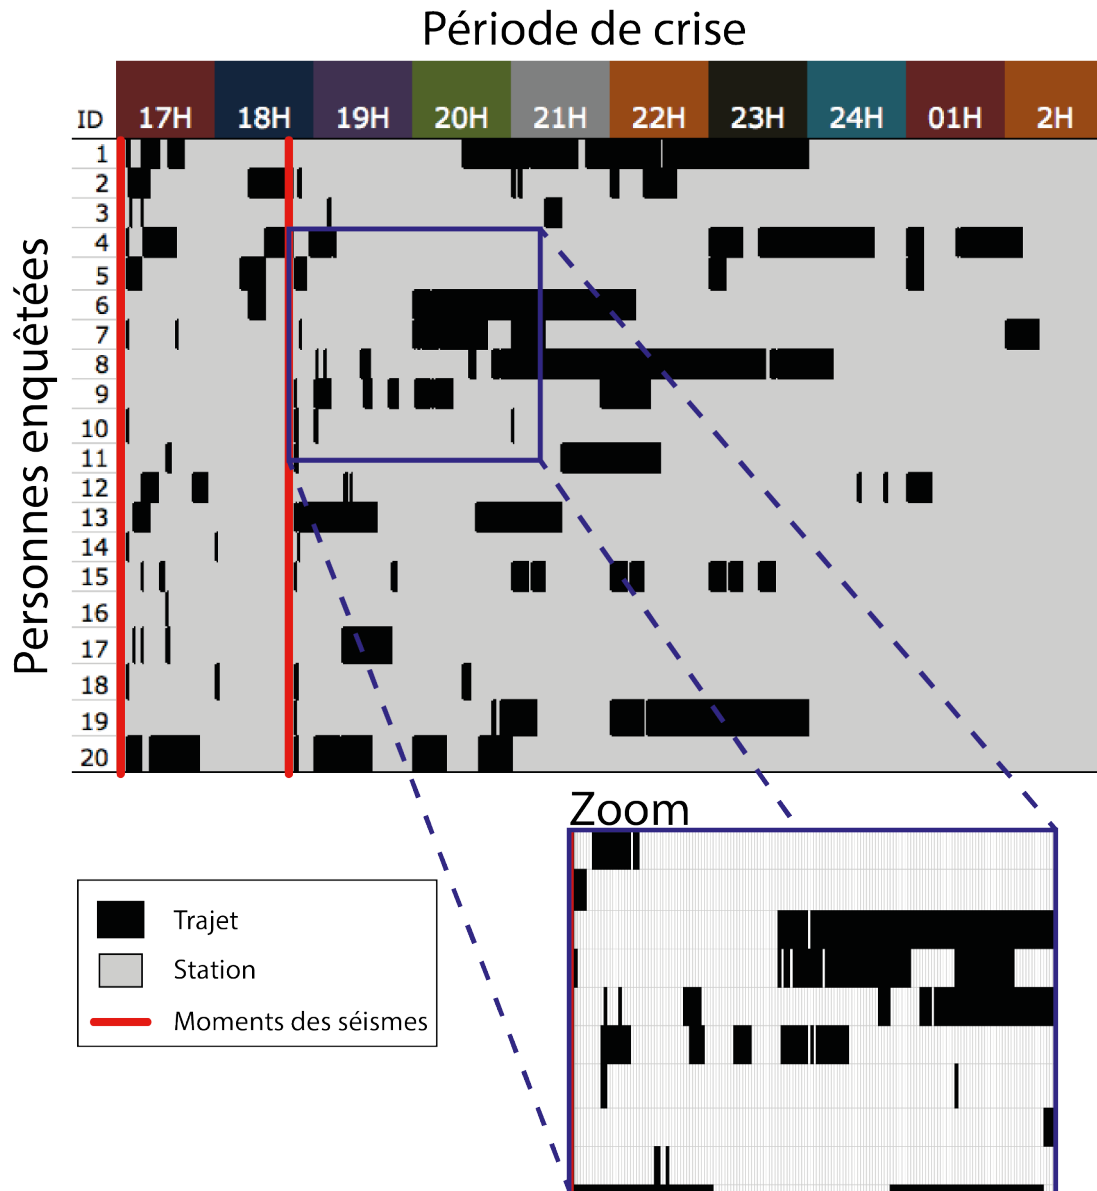 Période de crise
ID 17H 18H 19H 20H 21H 22H 23H 24H 01H 2H
Personnes enquêtées
1
2
3
4
5
6
7
8
9
10
11
12
13
14
15
16
17
18
19
20
Zoom
Trajet
Station
Moments des séismes